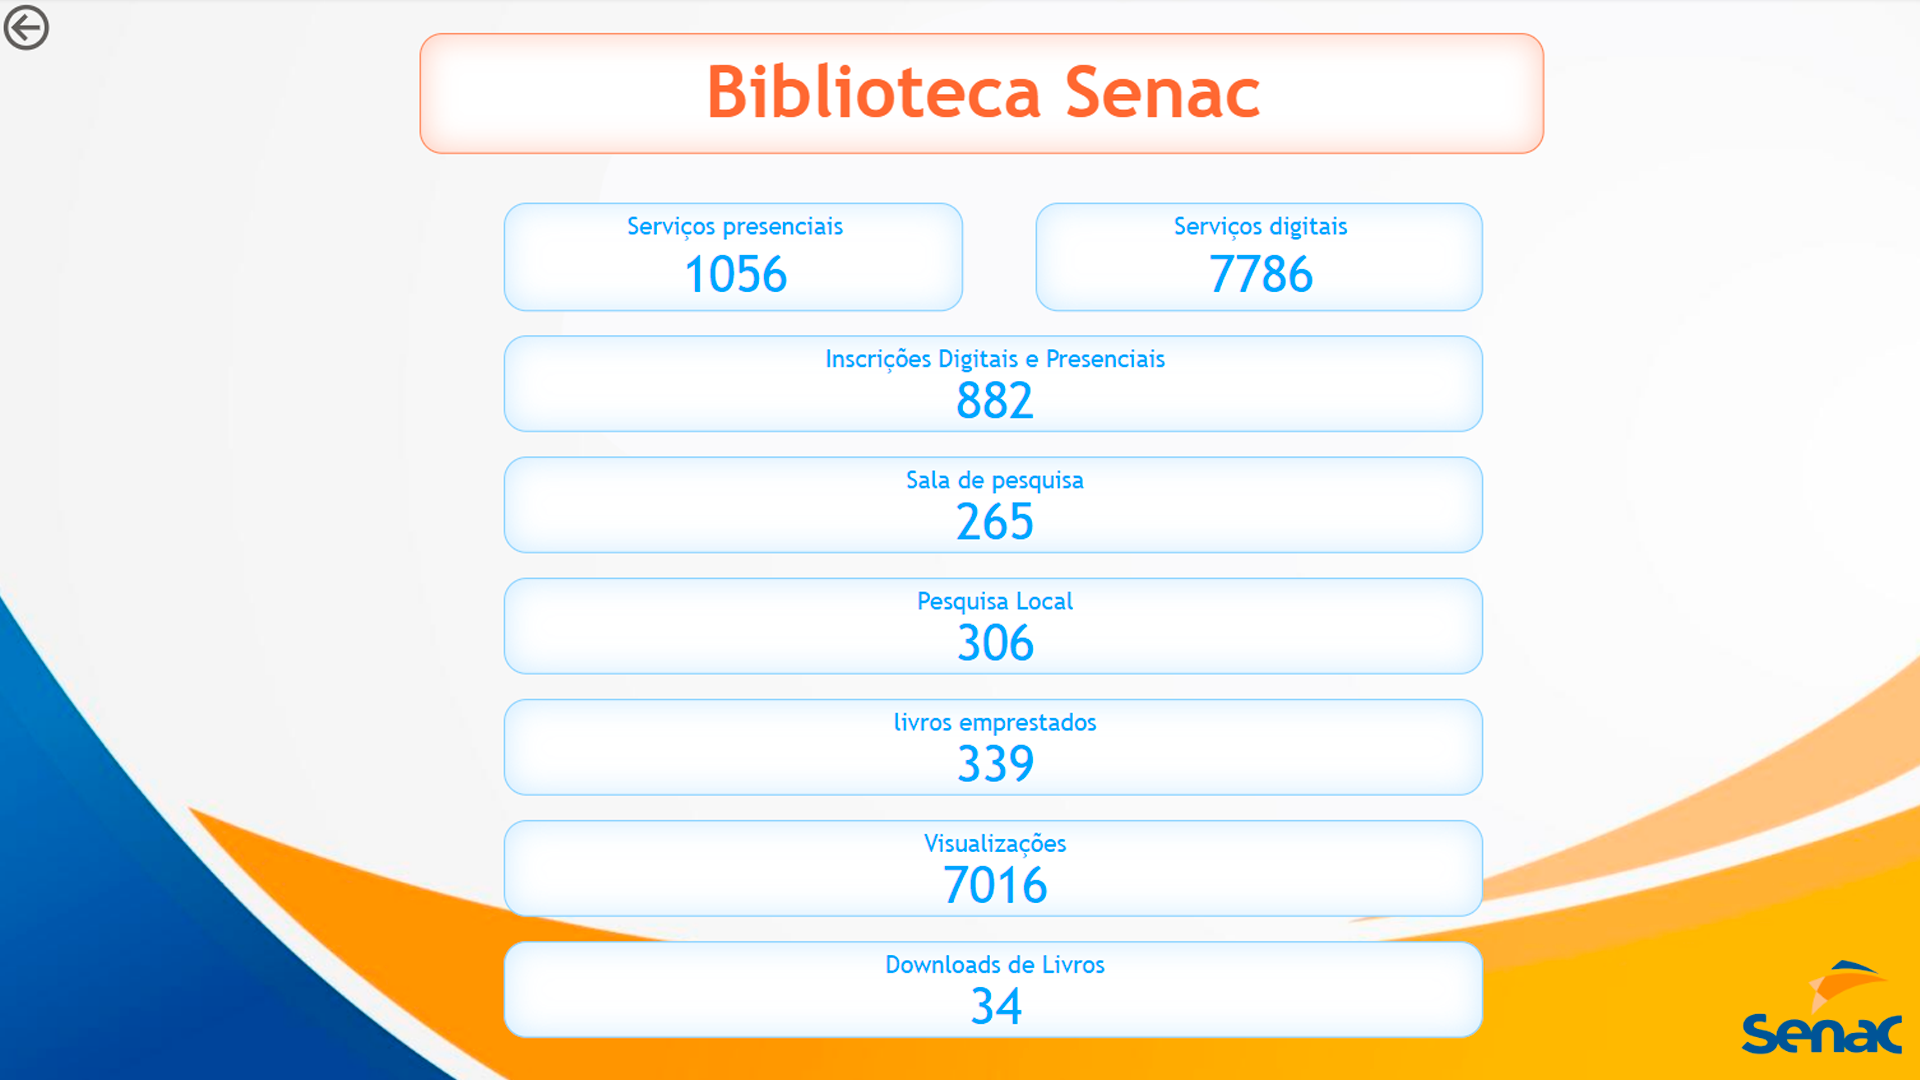 Biblioteca Senac
Serviços presenciais
1056
Serviços digitais
7786
Inscrições Digitais e Presenciais
882
Sala de pesquisa
265
Pesquisa Local
306
livros emprestados
339
Visualizações
7016
Downloads de Livros
34
Senac